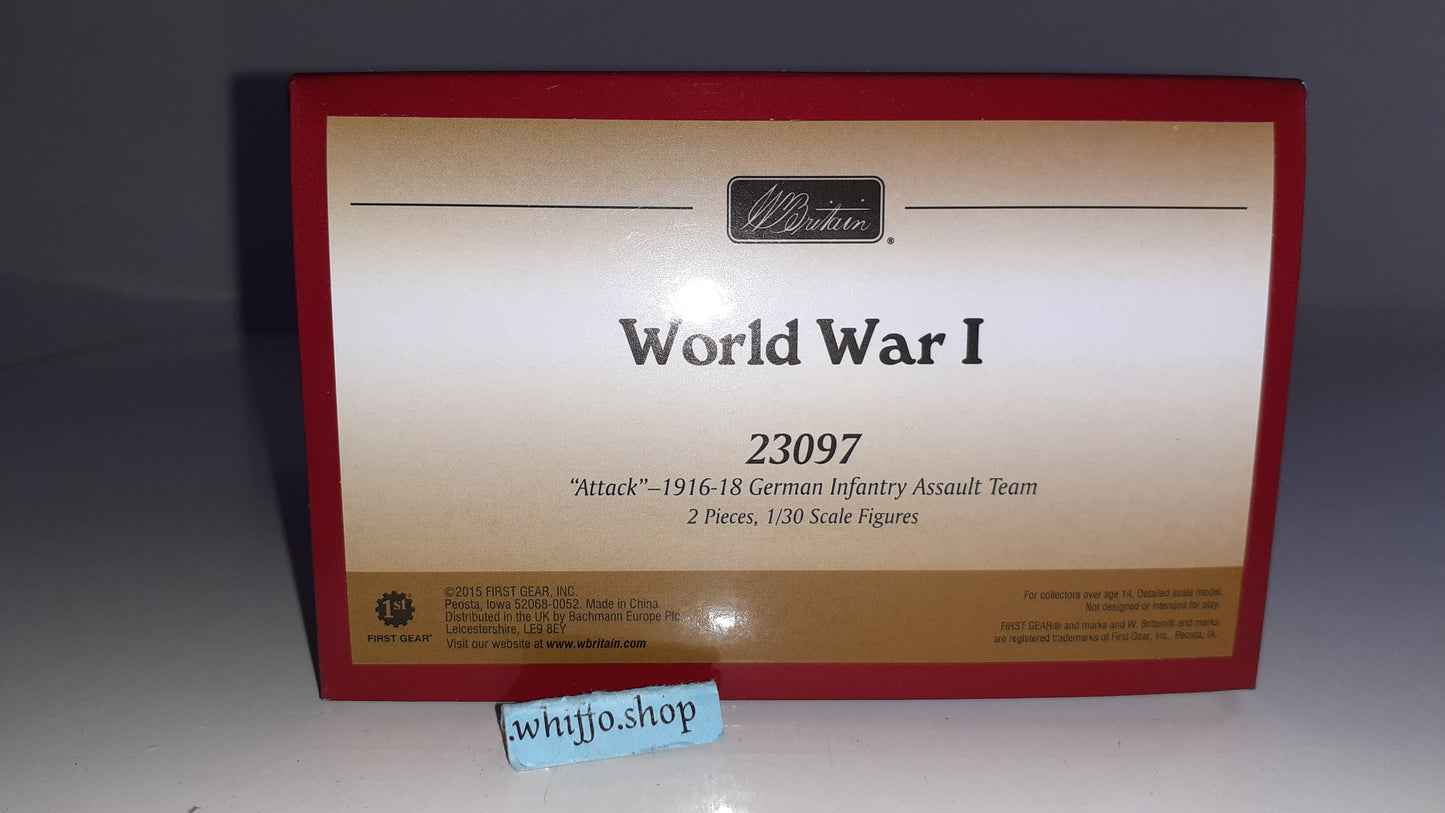 W Britain ®
World War I
23097
“Attack”–1916-18 German Infantry Assault Team
2 Pieces, 1/30 Scale Figures
1st
FIRST GEAR®
©2015 FIRST GEAR, INC.
Peosta, Iowa 52068-0052. Made in China.
Distributed in the UK by Bachmann Europe Plc.
Leicestershire, LE9 8EY
Visit our website at www.wbritain.com
For collectors over age 14. Detailed scale model.
Not designed or intended for play.
FIRST GEAR® and marks and W. Britain® and marks
are registered trademarks of First Gear, Inc., Peosta, IA.
.whiffo.shop